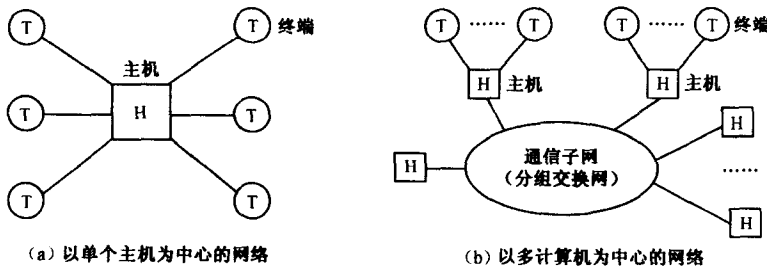 T
T 终端
主机
T
H
T
T
T
(a) 以单个主机为中心的网络
T …… T
T …… T 终端
H 主机
H 主机
H
H
通信子网
(分组交换网)
……
H
(b) 以多计算机为中心的网络